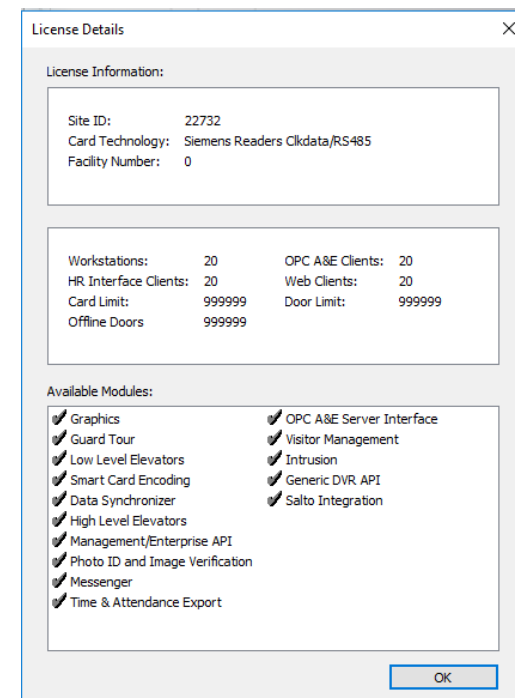 License Details
License Information:
Site ID: 22732
Card Technology: Siemens Readers Clkdata/RS485
Facility Number: 0
Workstations: 20 OPC A&E Clients: 20
HR Interface Clients: 20 Web Clients: 20
Card Limit: 999999 Door Limit: 999999
Offline Doors 999999
Available Modules:
Graphics OPC A&E Server Interface
Guard Tour Visitor Management
Low Level Elevators Intrusion
Smart Card Encoding Generic DVR API
Data Synchronizer Salto Integration
High Level Elevators
Management/Enterprise API
Photo ID and Image Verification
Messenger
Time & Attendance Export
OK